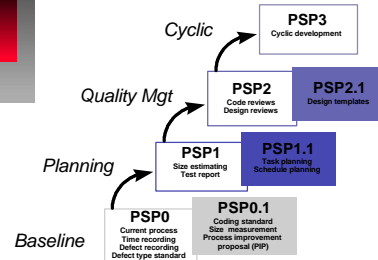 Cyclic
PSP3
Cyclic development
Quality Mgt
PSP2
Code reviews
Design reviews
PSP2.1
Design templates
Planning
PSP1
Size estimating
Test report
PSP1.1
Task planning
Schedule planning
Baseline
PSP0
Current process
Time recording
Defect recording
Defect type standard
PSP0.1
Coding standard
Size measurement
Process improvement
proposal (PIP)